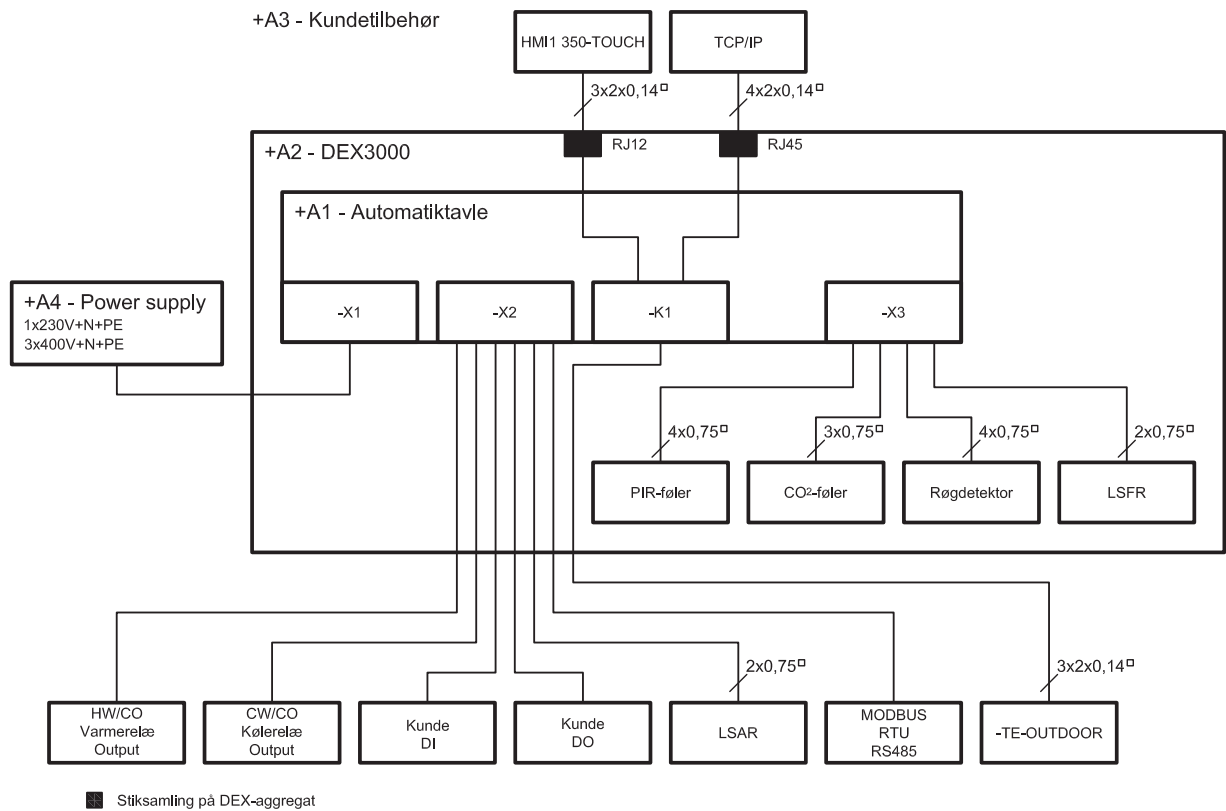 +A3 - Kundetilbehør
HMI1 350-TOUCH
TCP/IP
3x2x0,14□
4x2x0,14□
+A2 - DEX3000
RJ12
RJ45
+A1 - Automatiktavle
+A4 - Power supply
1x230V+N+PE
3x400V+N+PE
-X1
-X2
-K1
-X3
4x0,75□
3x0,75□
4x0,75□
2x0,75□
PIR-føler
CO²-føler
Røgdetektor
LSFR
2x0,75□
3x2x0,14□
HW/CO
Varmerelæ
Output
CW/CO
Kølerelæ
Output
Kunde
DI
Kunde
DO
LSAR
MODBUS
RTU
RS485
-TE-OUTDOOR
Stiksamling på DEX-aggregat